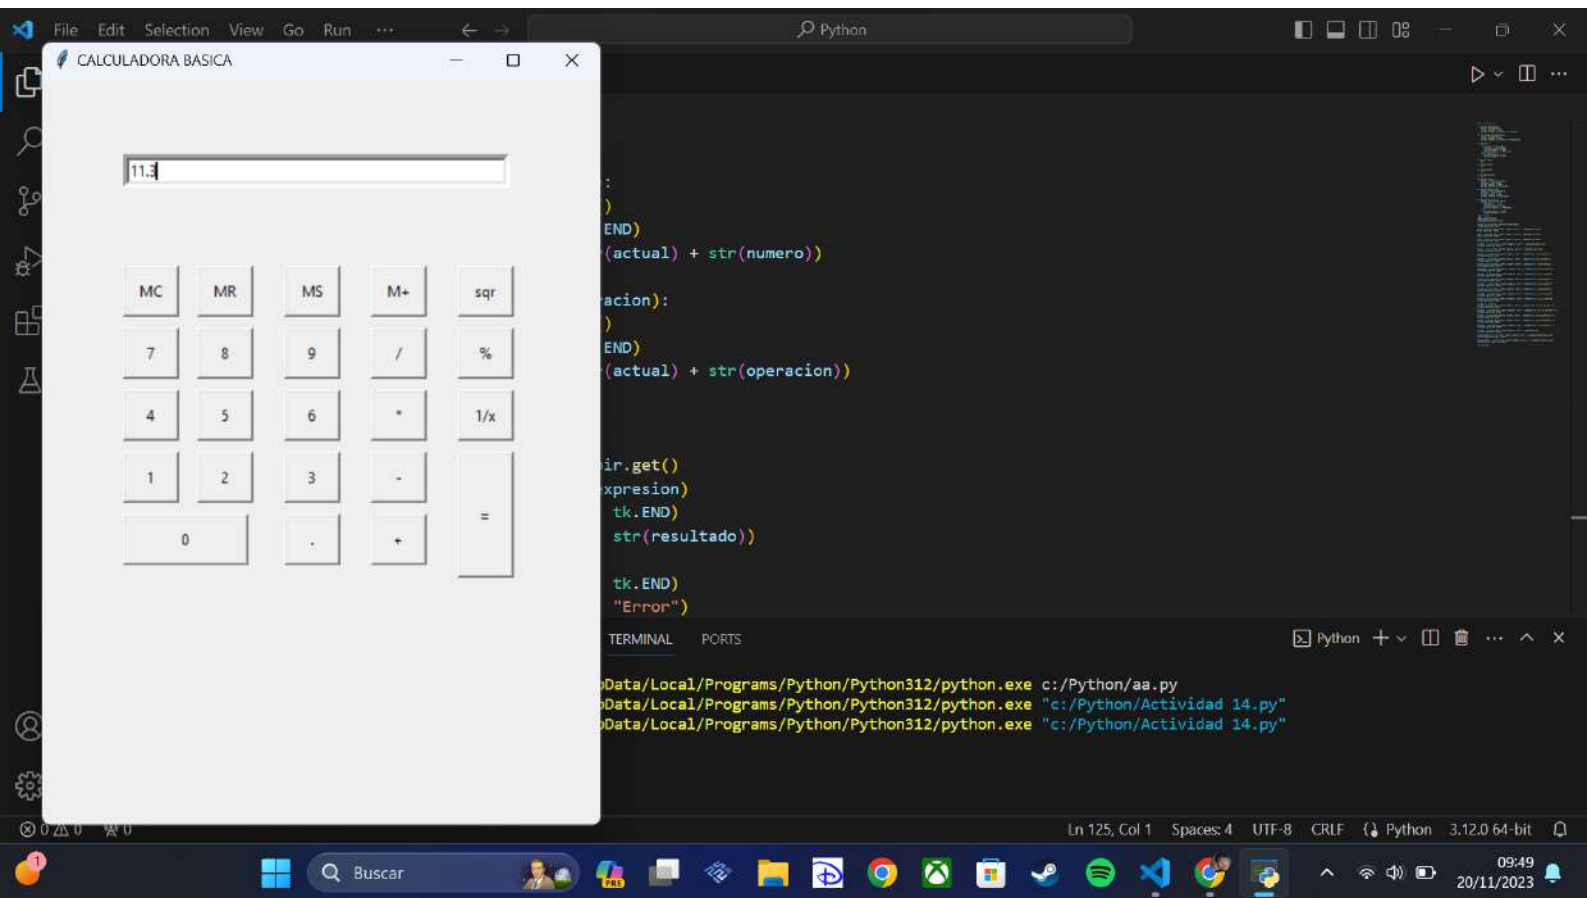 File Edit Selection View Go Run ··· Python
CALCULADORA BASICA
11.3
MC MR MS M+ sqr
7 8 9 / %
4 5 6 * 1/x
1 2 3 -
=
0 . +
:
)
END)
(actual) + str(numero))
acion):
)
END)
(actual) + str(operacion))
ir.get()
xpresion)
tk.END)
str(resultado))
tk.END)
"Error")
TERMINAL PORTS Python
Data/Local/Programs/Python/Python312/python.exe c:/Python/aa.py
Data/Local/Programs/Python/Python312/python.exe "c:/Python/Actividad 14.py"
Data/Local/Programs/Python/Python312/python.exe "c:/Python/Actividad 14.py"
0 0 0 Ln 125, Col 1 Spaces: 4 UTF-8 CRLF Python 3.12.0 64-bit
1 Buscar PRE 09:49
20/11/2023